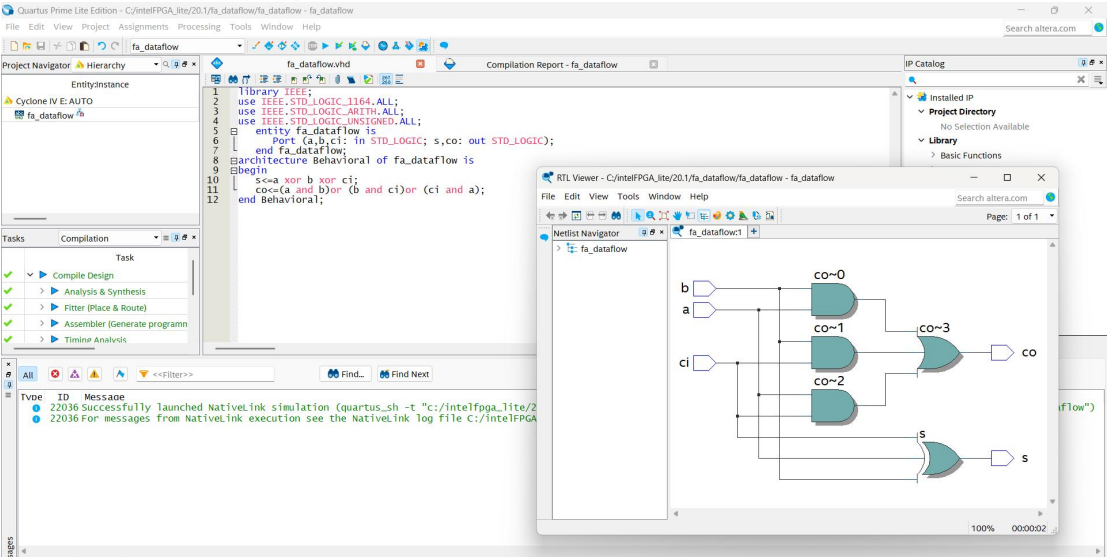 Quartus Prime Lite Edition - C:/intelFPGA_lite/20.1/fa_dataflow/fa_dataflow - fa_dataflow
File Edit View Project Assignments Processing Tools Window Help
Search altera.com
fa_dataflow
Project Navigator Hierarchy
Entity:Instance
Cyclone IV E: AUTO
fa_dataflow
fa_dataflow.vhd
Compilation Report - fa_dataflow
1 library IEEE;
2 use IEEE.STD_LOGIC_1164.ALL;
3 use IEEE.STD_LOGIC_ARITH.ALL;
4 use IEEE.STD_LOGIC_UNSIGNED.ALL;
5 entity fa_dataflow is
6 Port (a,b,ci: in STD_LOGIC; s,co: out STD_LOGIC);
7 end fa_dataflow;
8 architecture Behavioral of fa_dataflow is
9 begin
10 s<=a xor b xor ci;
11 co<=(a and b)or (b and ci)or (ci and a);
12 end Behavioral;
IP Catalog
Installed IP
Project Directory
No Selection Available
Library
Basic Functions
Tasks Compilation
Task
Compile Design
Analysis & Synthesis
Fitter (Place & Route)
Assembler (Generate programm
Timing Analysis
RTL Viewer - C:/intelFPGA_lite/20.1/fa_dataflow/fa_dataflow - fa_dataflow
File Edit View Tools Window Help
Search altera.com
Page: 1 of 1
Netlist Navigator
fa_dataflow:1
fa_dataflow
co~0
b
a
co~1
co~3
co
ci
co~2
s
s
100% 00:00:02
All
<<Filter>>
Find...
Find Next
Type ID Message
22036 Successfully launched NativeLink simulation (quartus_sh -t "c:/intelfpga_lite/2
flow")
22036 For messages from NativeLink execution see the NativeLink log file C:/intelFPGA
sages